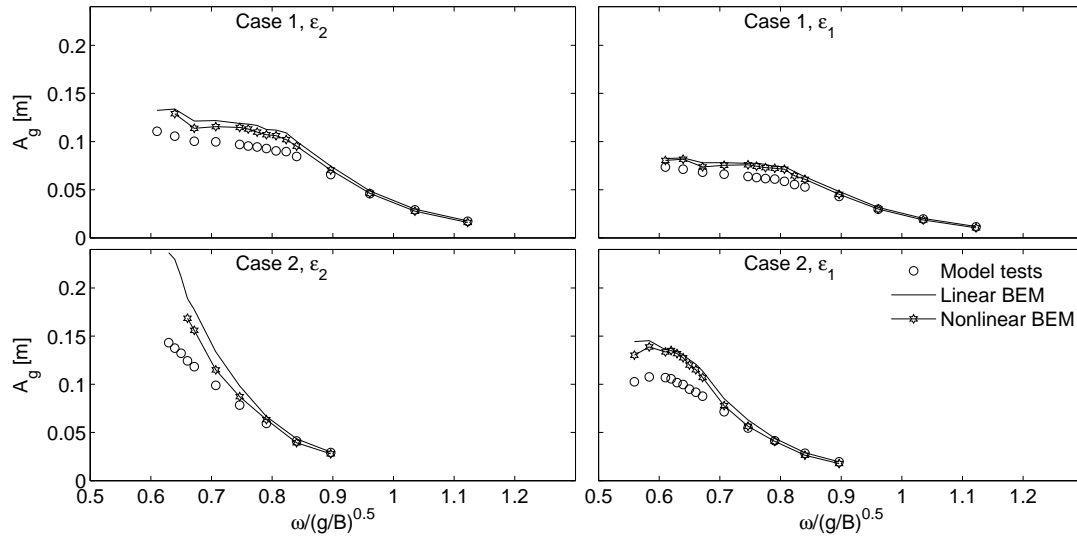 Case 1, ε2
Case 1, ε1
0.2
0.15
0.1
0.05
0
A_g [m]
Case 2, ε2
Case 2, ε1
0.2
0.15
0.1
0.05
0
A_g [m]
Model tests
Linear BEM
Nonlinear BEM
0.5 0.6 0.7 0.8 0.9 1 1.1 1.2
0.5 0.6 0.7 0.8 0.9 1 1.1 1.2
ω/(g/B)^0.5
ω/(g/B)^0.5